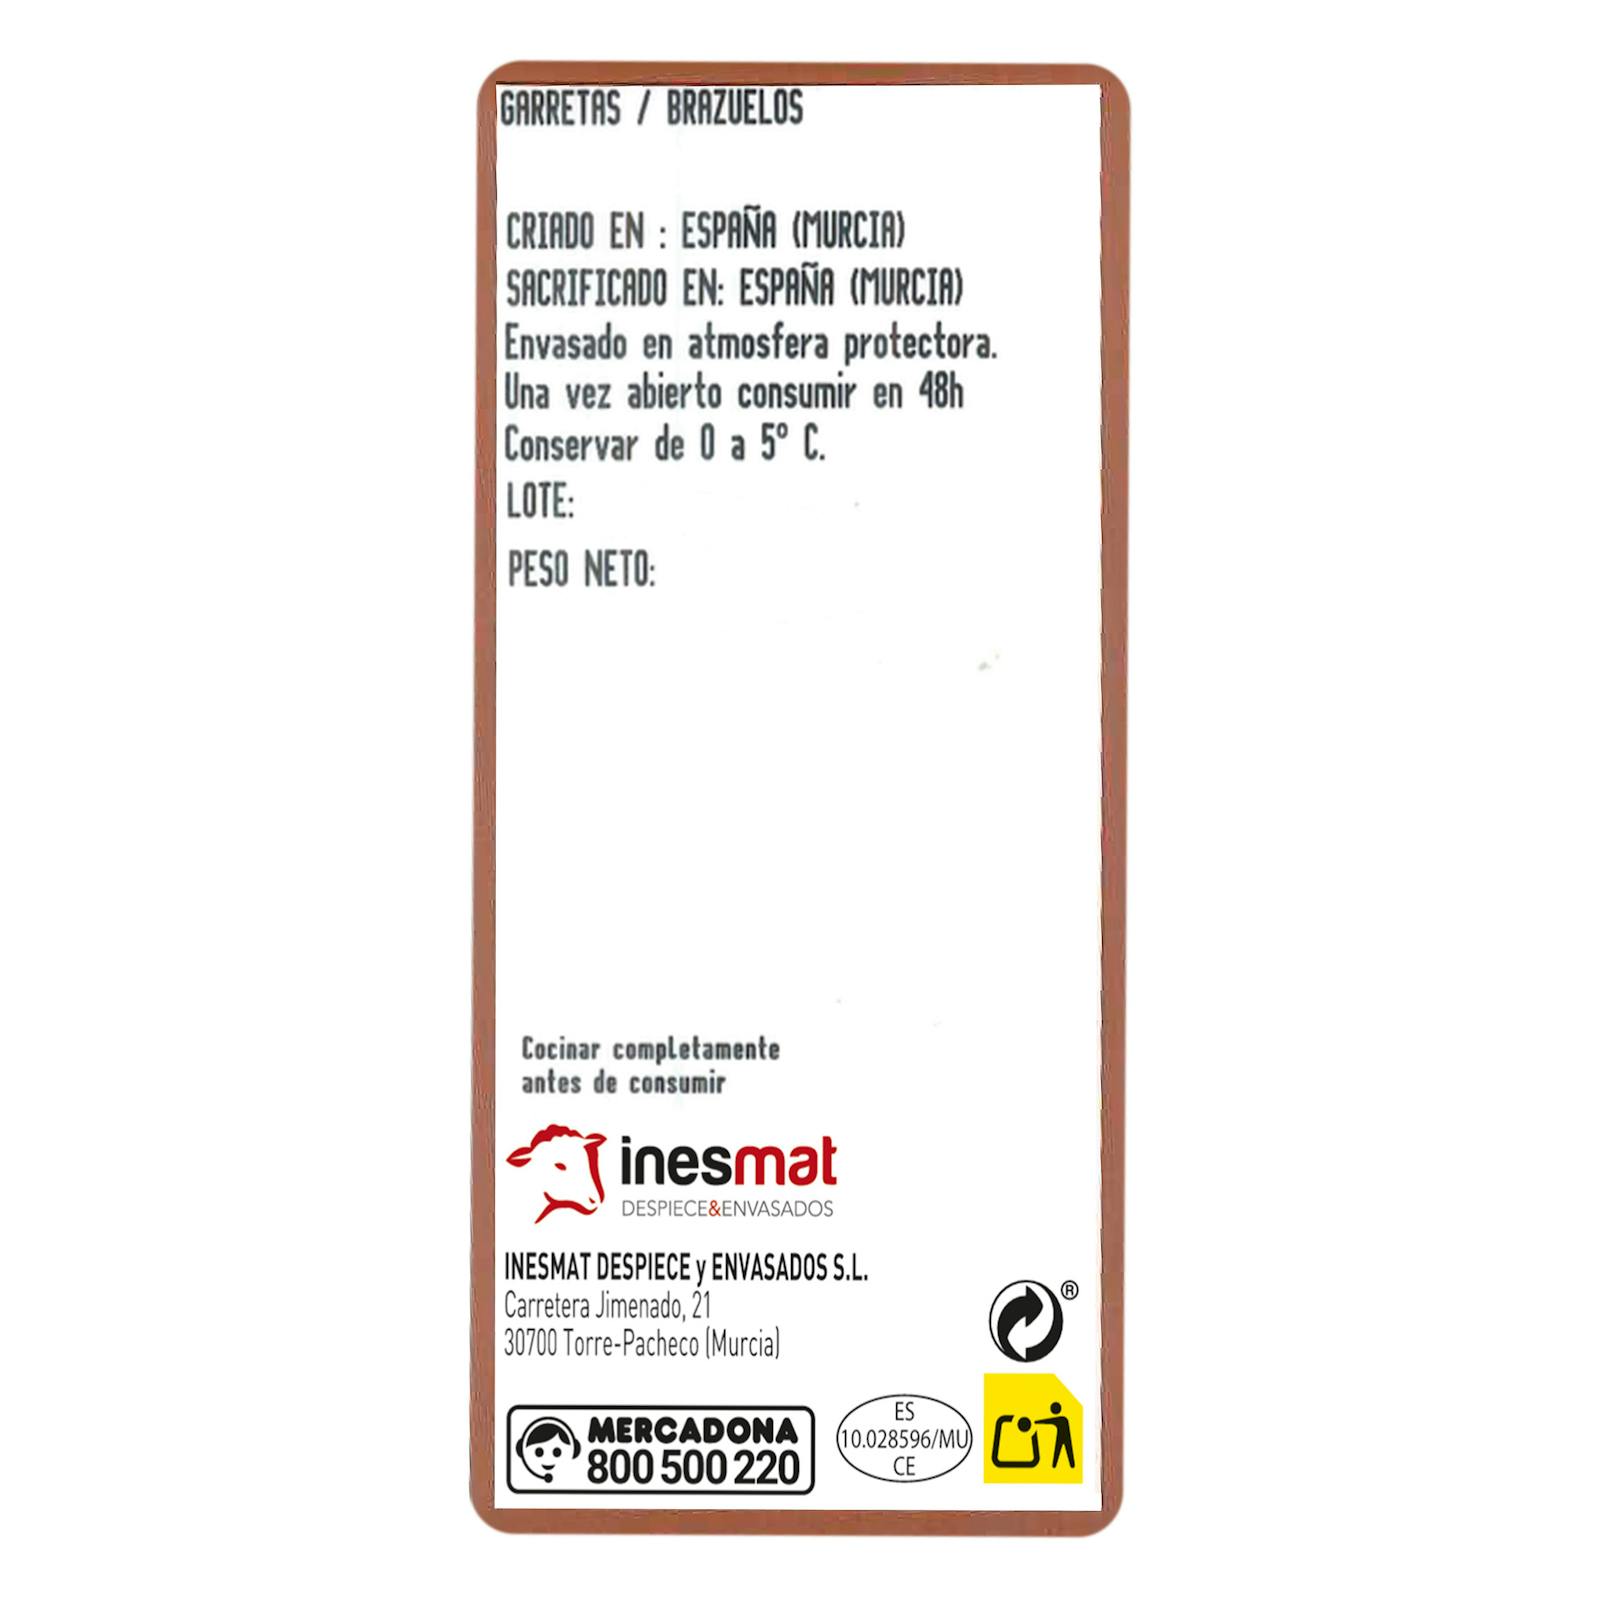 GARRETAS / BRAZUELOS
CRIADO EN : ESPAÑA (MURCIA)
SACRIFICADO EN: ESPAÑA (MURCIA)
Envasado en atmosfera protectora.
Una vez abierto consumir en 48h
Conservar de 0 a 5º C.
LOTE:
PESO NETO:
Cocinar completamente
antes de consumir
inesmat
DESPIECE&ENVASADOS
INESMAT DESPIECE y ENVASADOS S.L.
Carretera Jimenado, 21
30700 Torre-Pacheco (Murcia)
®
MERCADONA
800 500 220
ES
10.028596/MU
CE